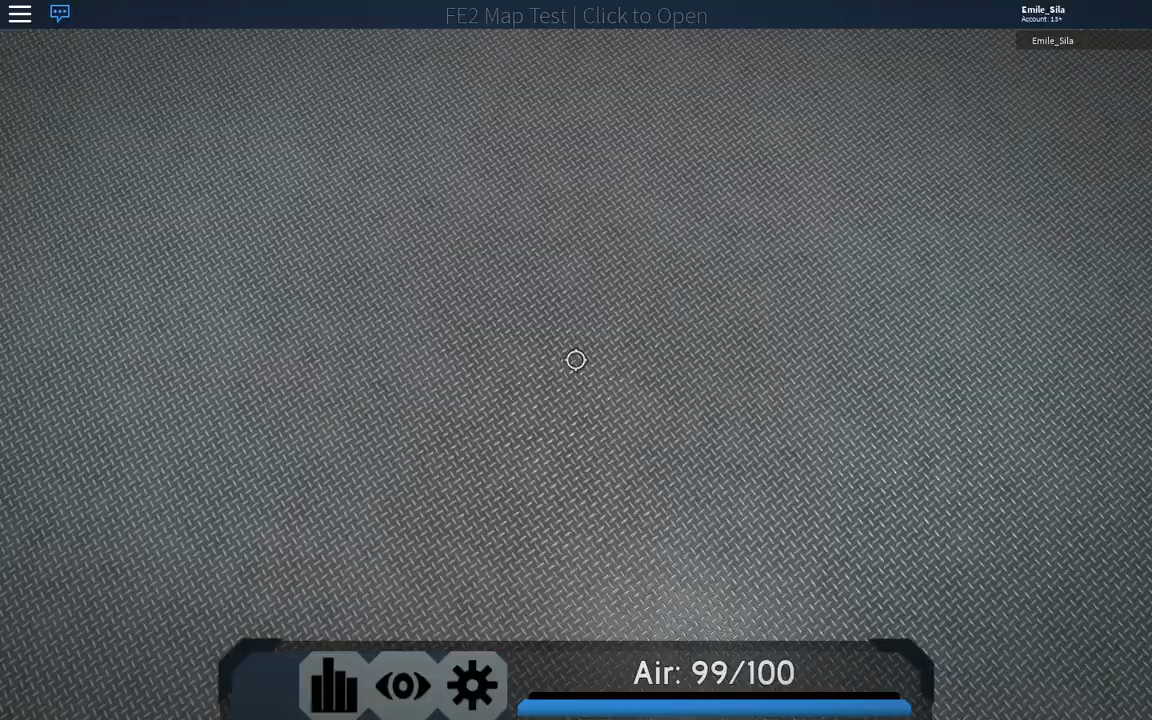 FE2 Map Test | Click to Open
Emile_Sila
Account: 13+
Emile_Sila
Air: 99/100